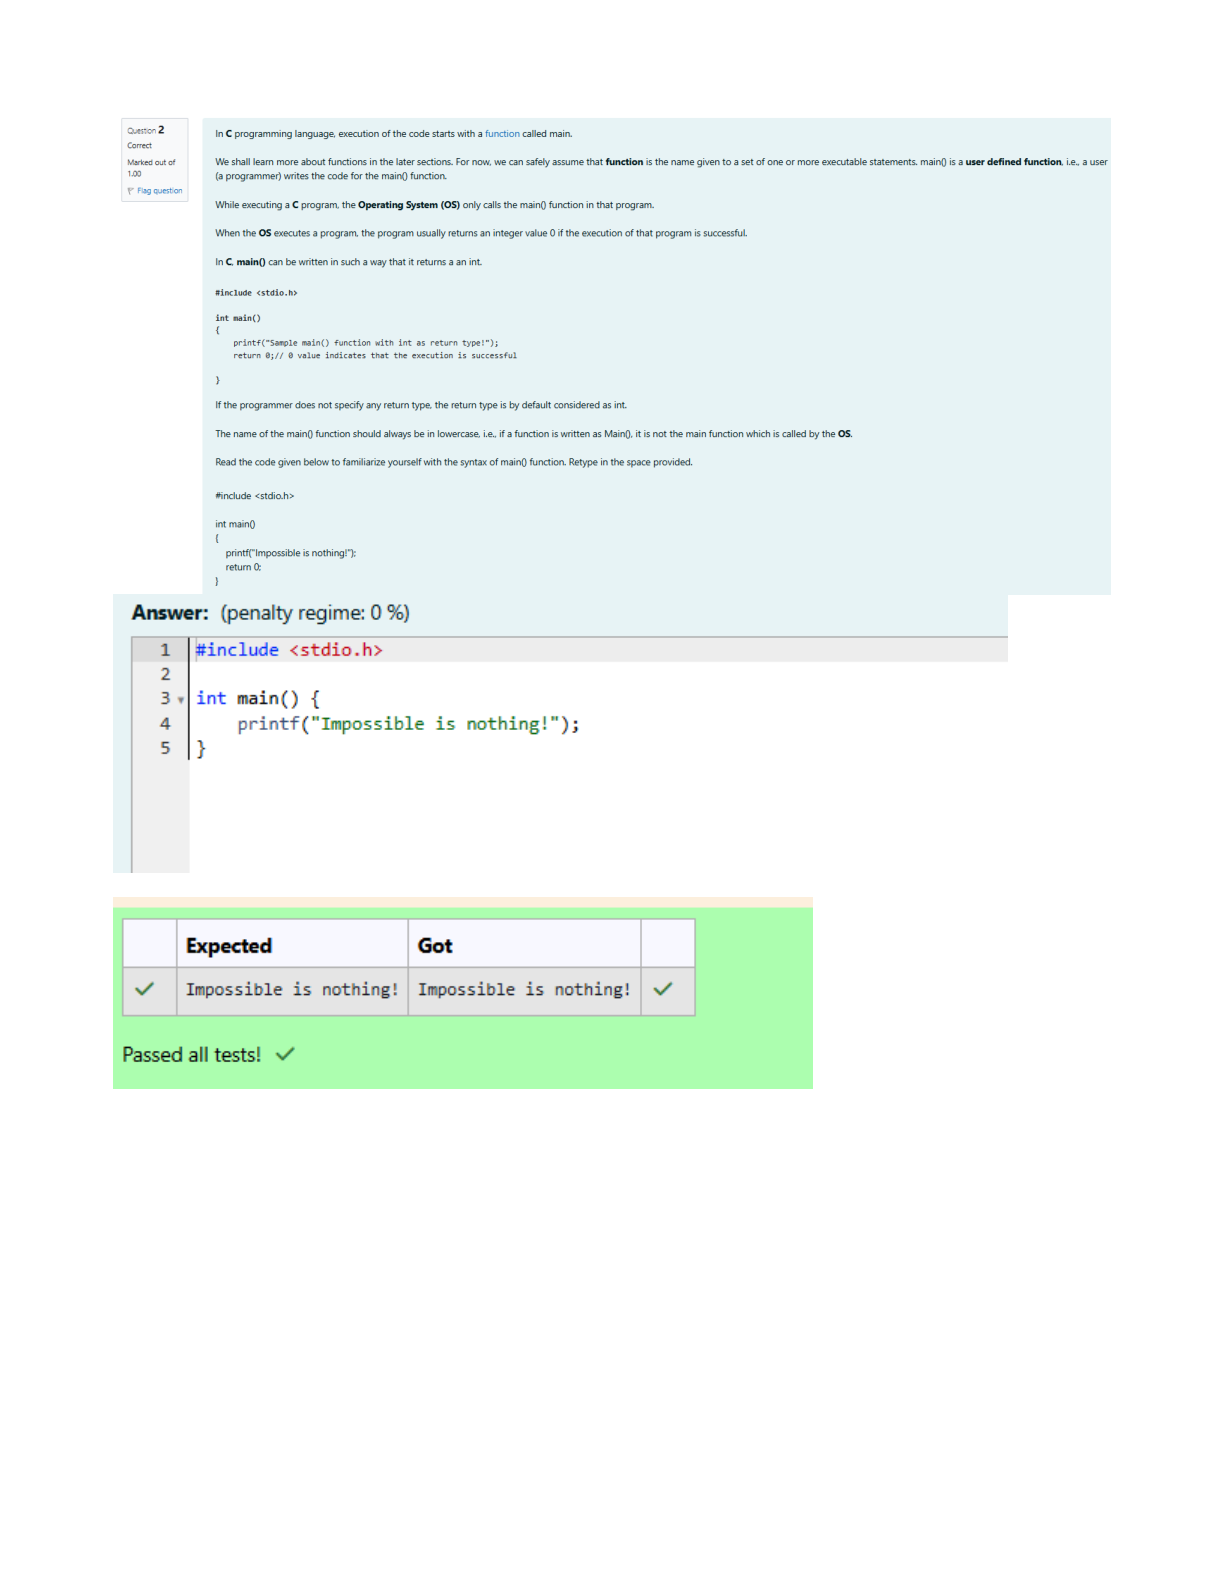 Question 2
Correct
Marked out of
1.00
Flag question
In C programming language, execution of the code starts with a function called main.
We shall learn more about functions in the later sections. For now, we can safely assume that function is the name given to a set of one or more executable statements. main() is a user defined function, i.e., a user
(a programmer) writes the code for the main() function.
While executing a C program, the Operating System (OS) only calls the main() function in that program.
When the OS executes a program, the program usually returns an integer value 0 if the execution of that program is successful.
In C, main() can be written in such a way that it returns a an int.
#include <stdio.h>
int main()
{
printf("Sample main() function with int as return type!");
return 0;// 0 value indicates that the execution is successful
}
If the programmer does not specify any return type, the return type is by default considered as int.
The name of the main() function should always be in lowercase, i.e., if a function is written as Main(), it is not the main function which is called by the OS.
Read the code given below to familiarize yourself with the syntax of main() function. Retype in the space provided.
#include <stdio.h>
int main()
{
printf("Impossible is nothing!");
return 0;
}
Answer: (penalty regime: 0 %)
1 #include <stdio.h>
2
3 int main() {
4 printf("Impossible is nothing!");
5 }
Expected Got
Impossible is nothing! Impossible is nothing!
Passed all tests!